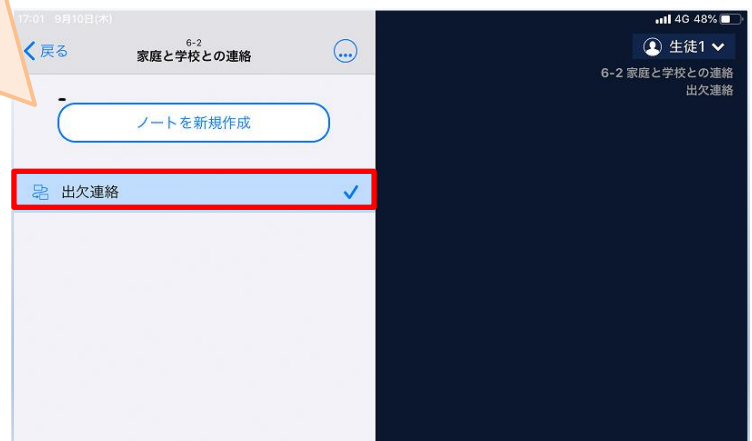 17:01 9月10日(木)
4G 48%
戻る
6-2
家庭と学校との連絡
生徒1
6-2 家庭と学校との連絡
出欠連絡
ノートを新規作成
出欠連絡